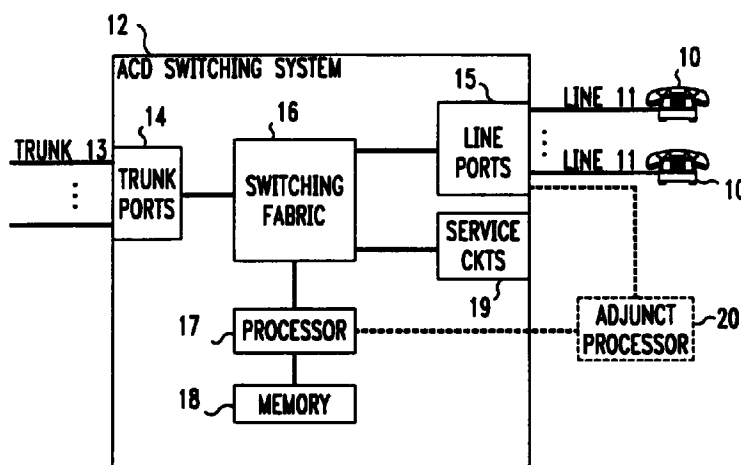 12
ACD SWITCHING SYSTEM
10
15
LINE 11
14
16
TRUNK 13
LINE
PORTS
TRUNK
PORTS
SWITCHING
FABRIC
LINE 11
10
SERVICE
CKTS
19
17
PROCESSOR
ADJUNCT
PROCESSOR
20
18
MEMORY